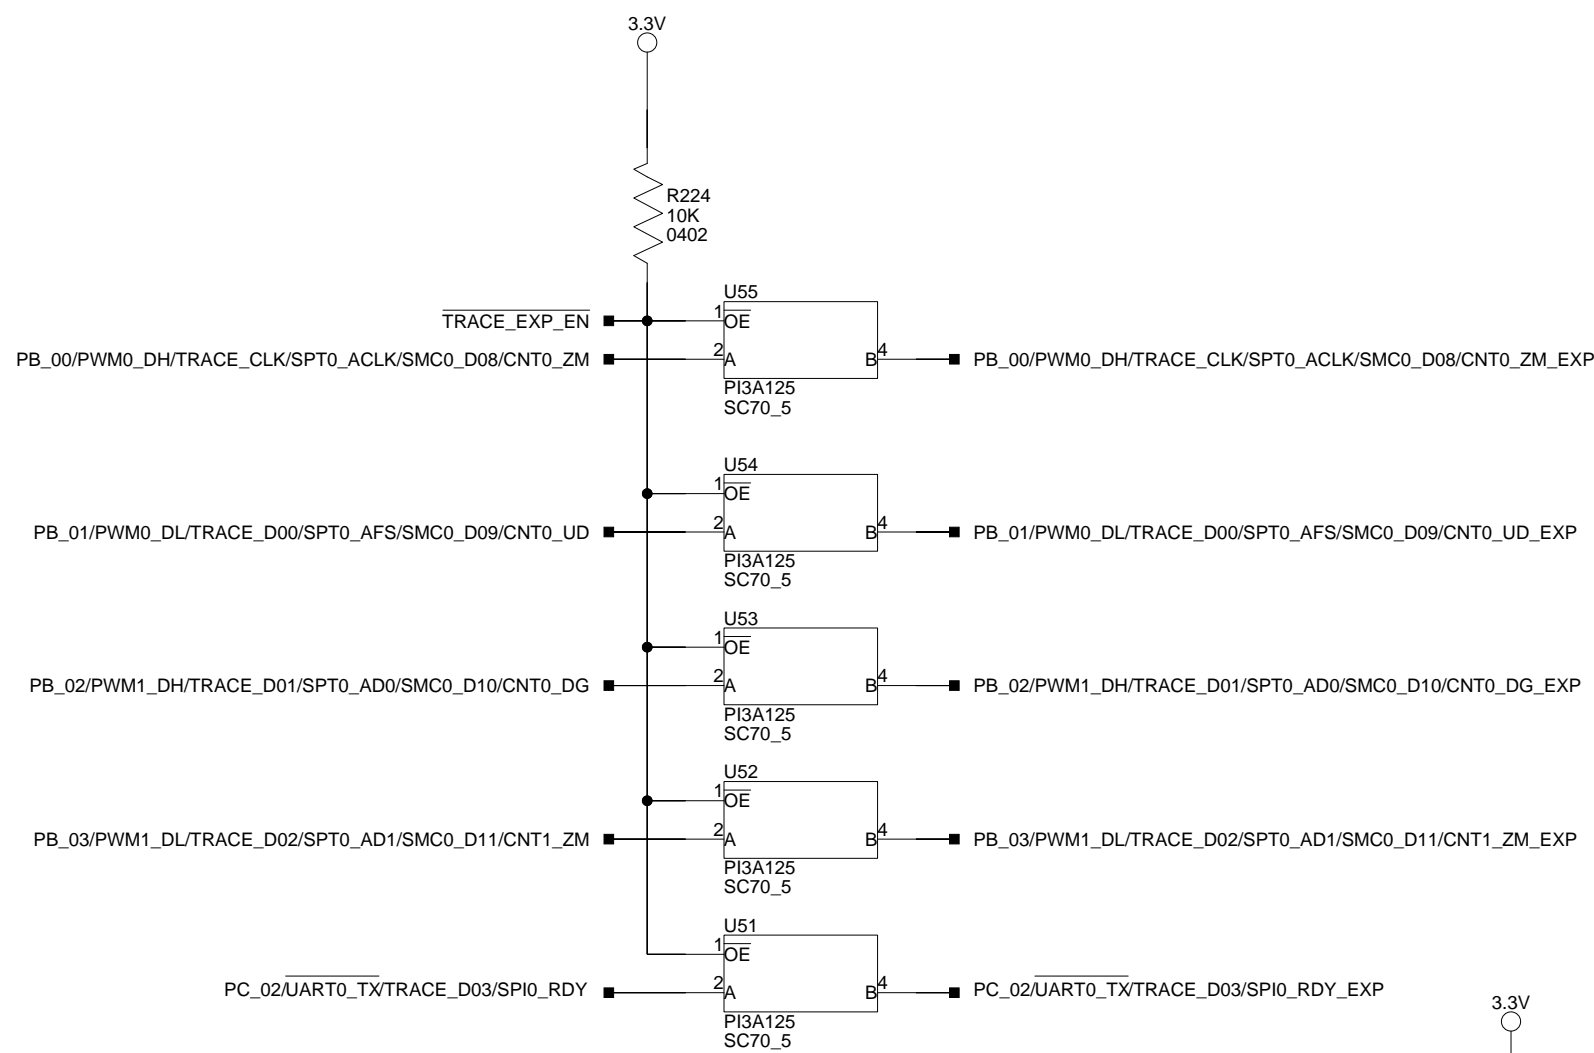 3.3V
R224
10K
0402
U55
TRACE_EXP_EN
1
OE
PB_00/PWM0_DH/TRACE_CLK/SPT0_ACLK/SMC0_D08/CNT0_ZM
2
A
B
4
PB_00/PWM0_DH/TRACE_CLK/SPT0_ACLK/SMC0_D08/CNT0_ZM_EXP
PI3A125
SC70_5
U54
1
OE
PB_01/PWM0_DL/TRACE_D00/SPT0_AFS/SMC0_D09/CNT0_UD
2
A
B
4
PB_01/PWM0_DL/TRACE_D00/SPT0_AFS/SMC0_D09/CNT0_UD_EXP
PI3A125
SC70_5
U53
1
OE
PB_02/PWM1_DH/TRACE_D01/SPT0_AD0/SMC0_D10/CNT0_DG
2
A
B
4
PB_02/PWM1_DH/TRACE_D01/SPT0_AD0/SMC0_D10/CNT0_DG_EXP
PI3A125
SC70_5
U52
1
OE
PB_03/PWM1_DL/TRACE_D02/SPT0_AD1/SMC0_D11/CNT1_ZM
2
A
B
4
PB_03/PWM1_DL/TRACE_D02/SPT0_AD1/SMC0_D11/CNT1_ZM_EXP
PI3A125
SC70_5
U51
1
OE
PC_02/UART0_TX/TRACE_D03/SPI0_RDY
2
A
B
4
PC_02/UART0_TX/TRACE_D03/SPI0_RDY_EXP
PI3A125
SC70_5
3.3V